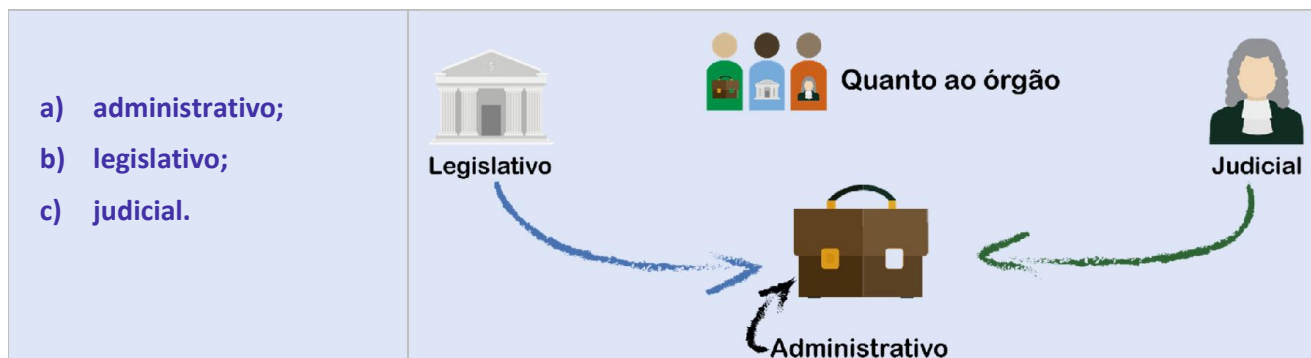 a) administrativo;
b) legislativo;
c) judicial.
Quanto ao órgão
Legislativo
Judicial
Administrativo